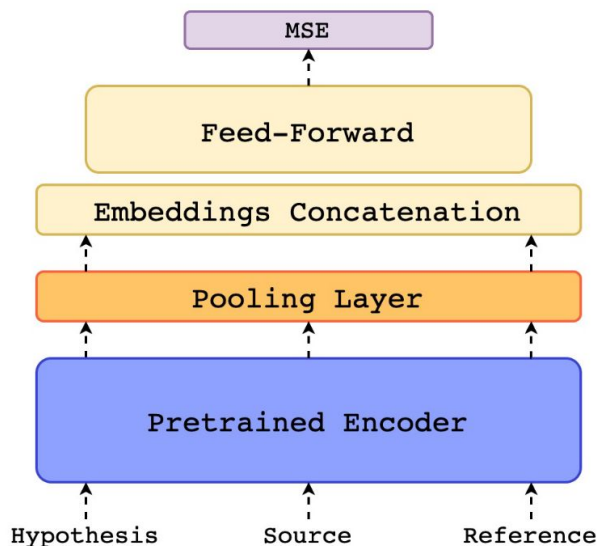 MSE
Feed-Forward
Embeddings Concatenation
Pooling Layer
Pretrained Encoder
Hypothesis Source Reference